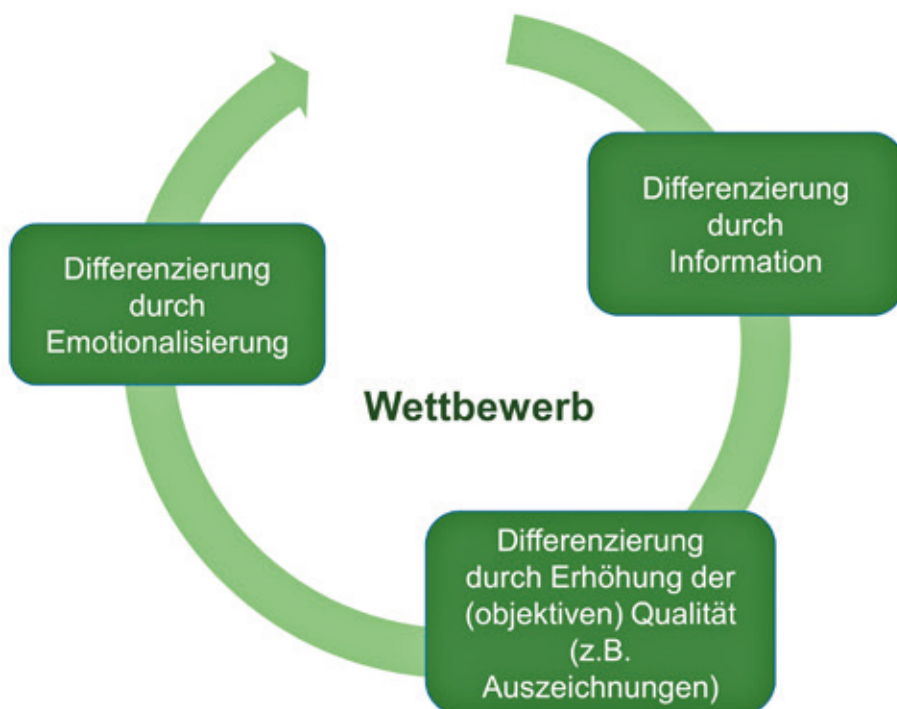 Differenzierung
durch
Information
Differenzierung
durch
Emotionalisierung
Wettbewerb
Differenzierung
durch Erhöhung der
(objektiven) Qualität
(z.B.
Auszeichnungen)